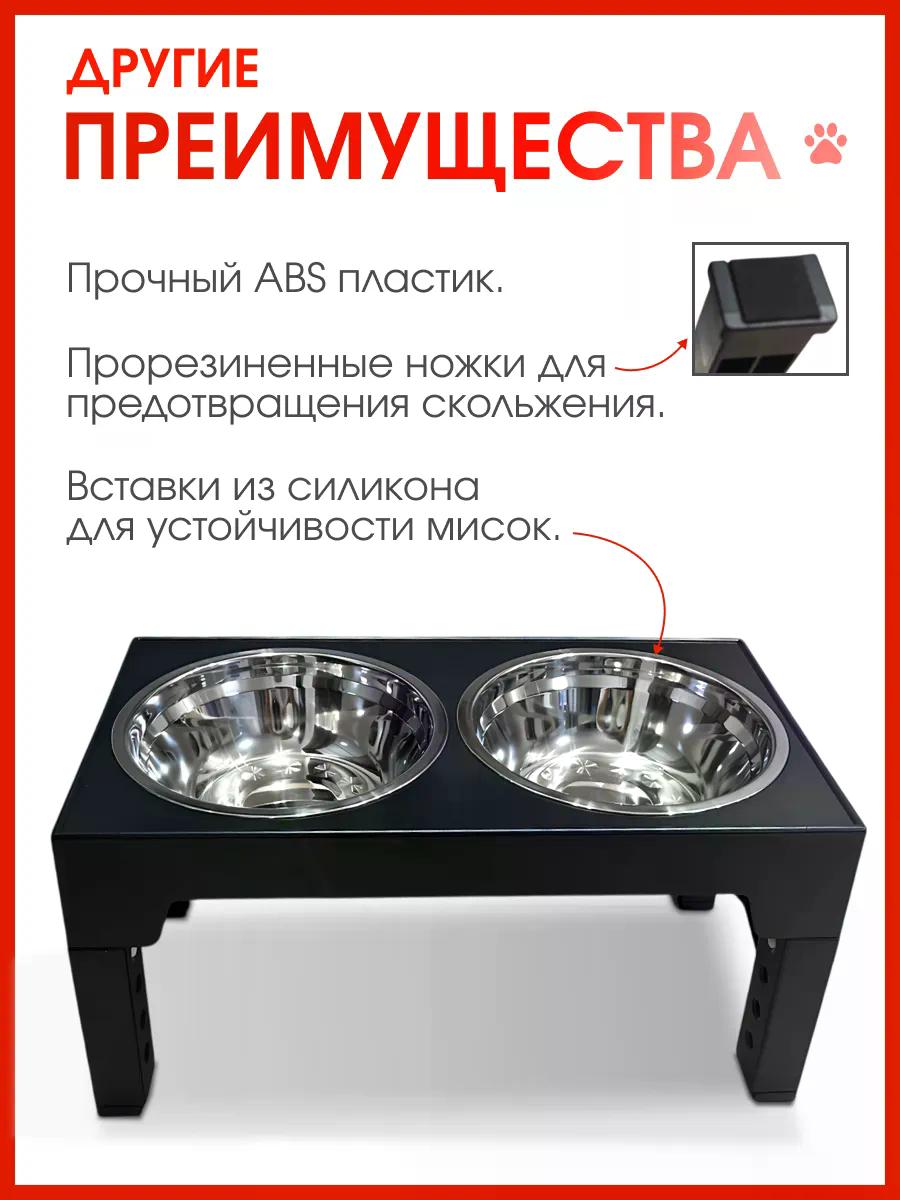 ДРУГИЕ
ПРЕИМУЩЕСТВА
Прочный ABS пластик.
Прорезиненные ножки для
предотвращения скольжения.
Вставки из силикона
для устойчивости мисок.